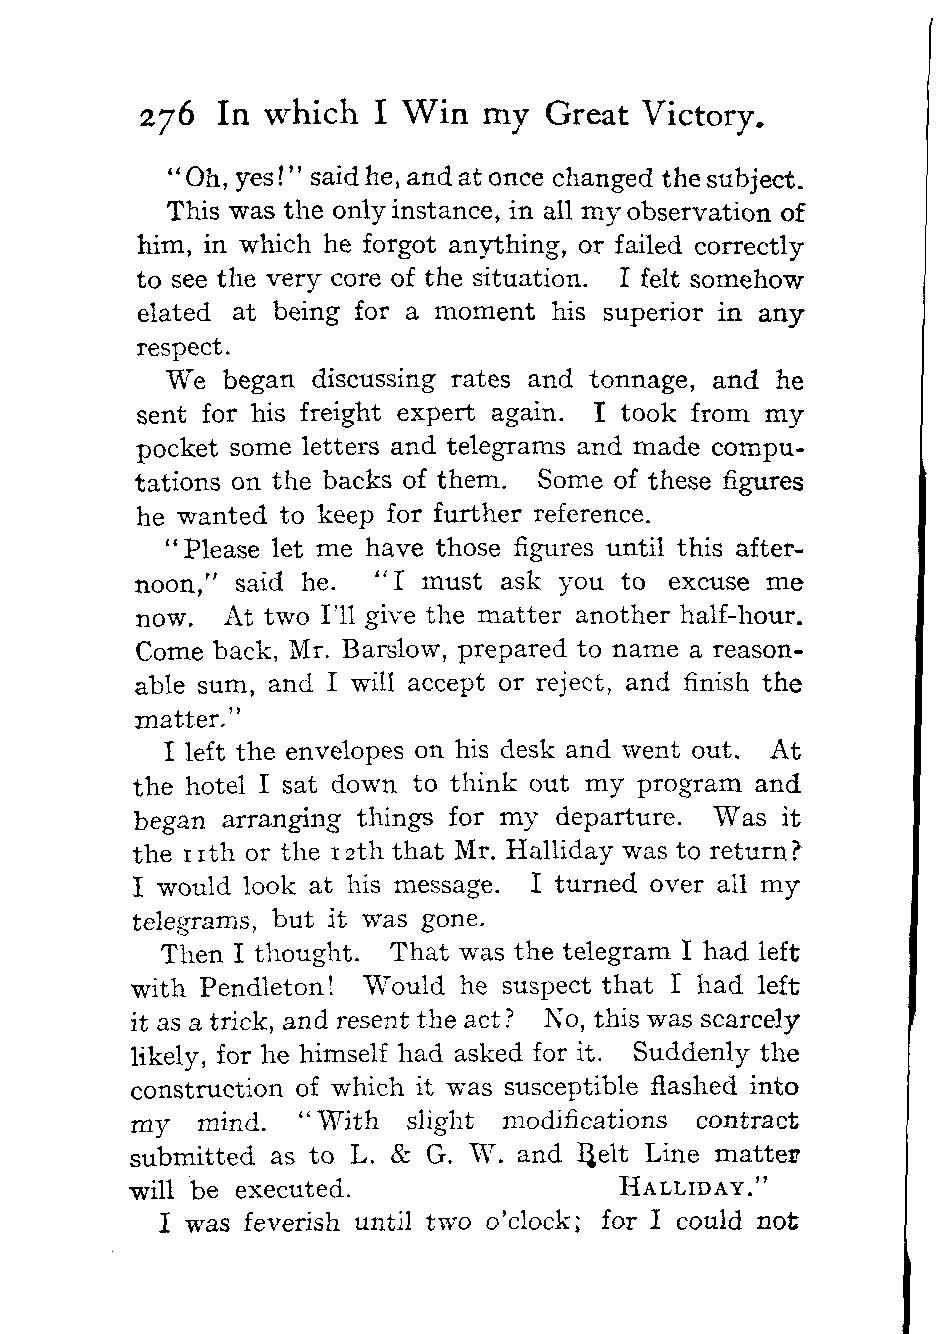 276 In which I Win my Great Victory.
"Oh, yes!" said he, and at once changed the subject.
This was the only instance, in all my observation of
him, in which he forgot anything, or failed correctly
to see the very core of the situation. I felt somehow
elated at being for a moment his superior in any
respect.
We began discussing rates and tonnage, and he
sent for his freight expert again. I took from my
pocket some letters and telegrams and made compu-
tations on the backs of them. Some of these figures
he wanted to keep for further reference.
"Please let me have those figures until this after-
noon," said he. "I must ask you to excuse me
now. At two I'll give the matter another half-hour.
Come back, Mr. Barslow, prepared to name a reason-
able sum, and I will accept or reject, and finish the
matter."
I left the envelopes on his desk and went out. At
the hotel I sat down to think out my program and
began arranging things for my departure. Was it
the 11th or the 12th that Mr. Halliday was to return?
I would look at his message. I turned over all my
telegrams, but it was gone.
Then I thought. That was the telegram I had left
with Pendleton! Would he suspect that I had left
it as a trick, and resent the act? No, this was scarcely
likely, for he himself had asked for it. Suddenly the
construction of which it was susceptible flashed into
my mind. "With slight modifications contract
submitted as to L. & G. W. and Belt Line matter
will be executed. HALLIDAY."
I was feverish until two o'clock; for I could not